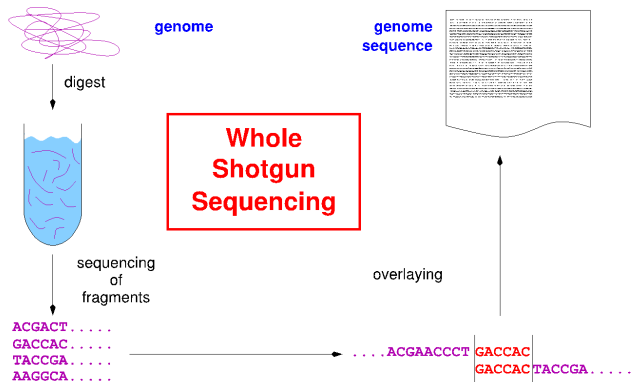 genome
genome
sequence
digest
Whole
Shotgun
Sequencing
sequencing
of
fragments
overlaying
ACGACT.....
GACCAC.....
TACCGA.....
AAGGCA.....
....ACGAACCCT GACCAC
GACCAC TACCGA.....